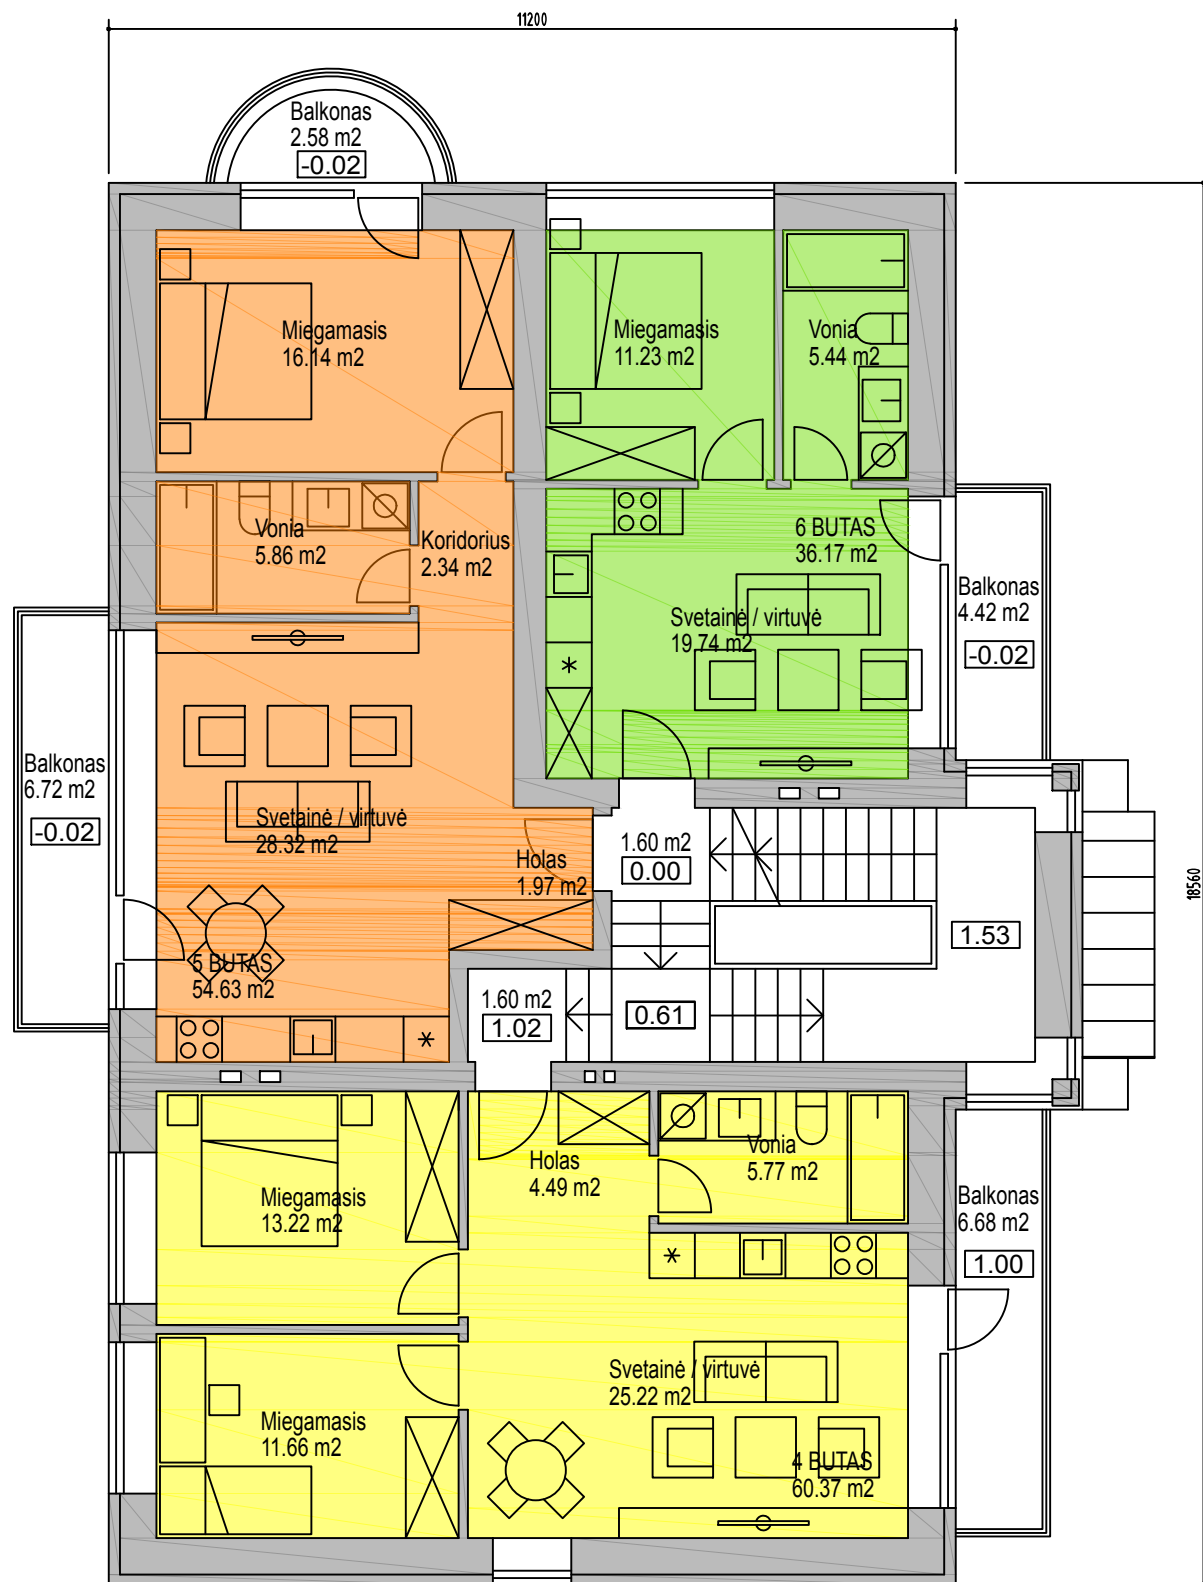 11200
Balkonas
2.58 m2
-0.02
Miegamasis
16.14 m2
Miegamasis
11.23 m2
Vonia
5.44 m2
Vonia
5.86 m2
Koridorius
2.34 m2
6 BUTAS
36.17 m2
Svetainė / virtuvė
19.74 m2
Balkonas
4.42 m2
-0.02
Balkonas
6.72 m2
-0.02
Svetainė / virtuvė
28.32 m2
Holas
1.97 m2
1.60 m2
0.00
18560
1.53
5 BUTAS
54.63 m2
1.60 m2
1.02
0.61
Holas
4.49 m2
Vonia
5.77 m2
Miegamasis
13.22 m2
Balkonas
6.68 m2
1.00
Svetainė / virtuvė
25.22 m2
Miegamasis
11.66 m2
4 BUTAS
60.37 m2